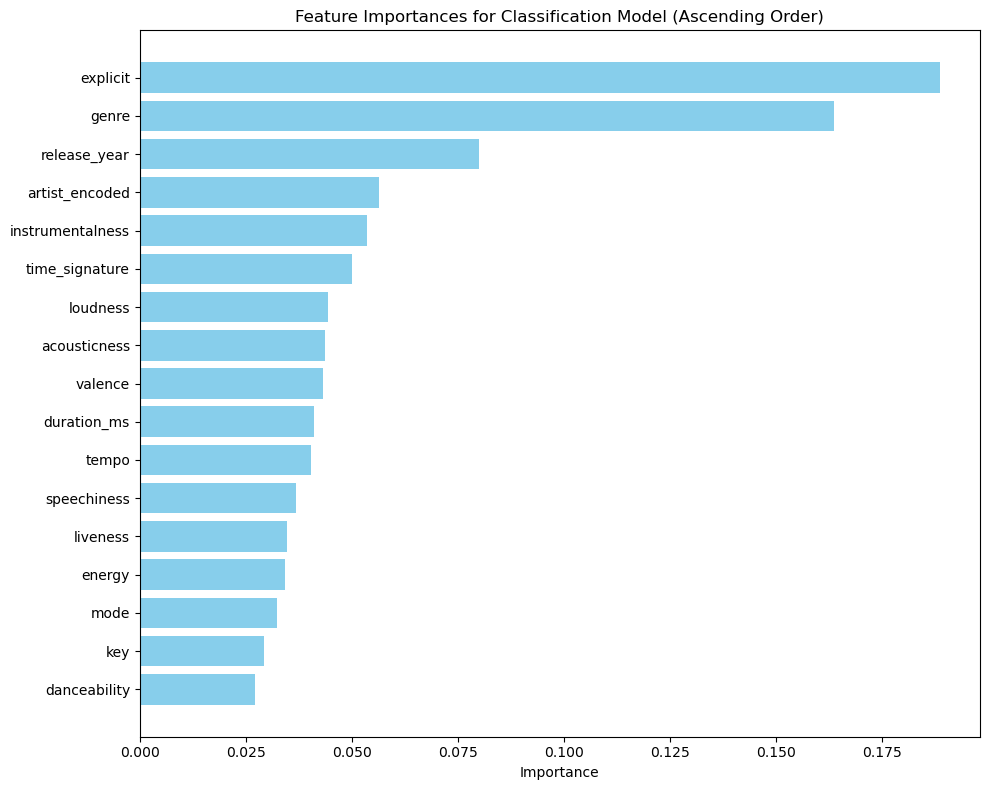 Feature Importances for Classification Model (Ascending Order)
explicit
genre
release_year
artist_encoded
instrumentalness
time_signature
loudness
acousticness
valence
duration_ms
tempo
speechiness
liveness
energy
mode
key
danceability
0.000 0.025 0.050 0.075 0.100 0.125 0.150 0.175
Importance